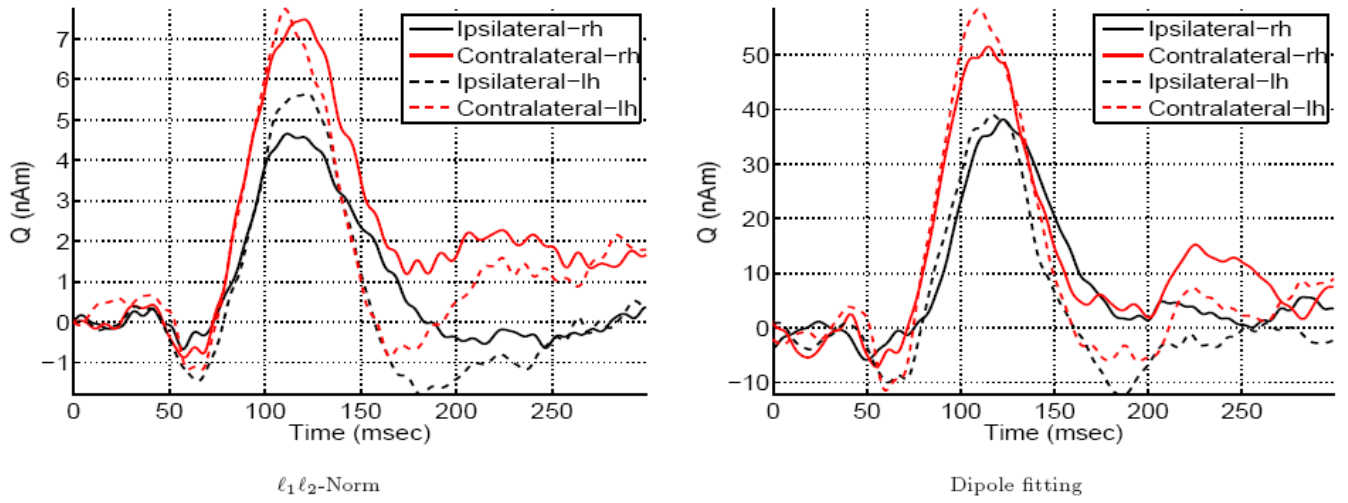 7
6
5
4
3
2
1
0
−1
Q (nAm)
0 50 100 150 200 250
Time (msec)
Ipsilateral−rh
Contralateral−rh
Ipsilateral−lh
Contralateral−lh
ℓ1ℓ2-Norm
50
40
30
20
10
0
−10
Q (nAm)
0 50 100 150 200 250
Time (msec)
Ipsilateral−rh
Contralateral−rh
Ipsilateral−lh
Contralateral−lh
Dipole fitting